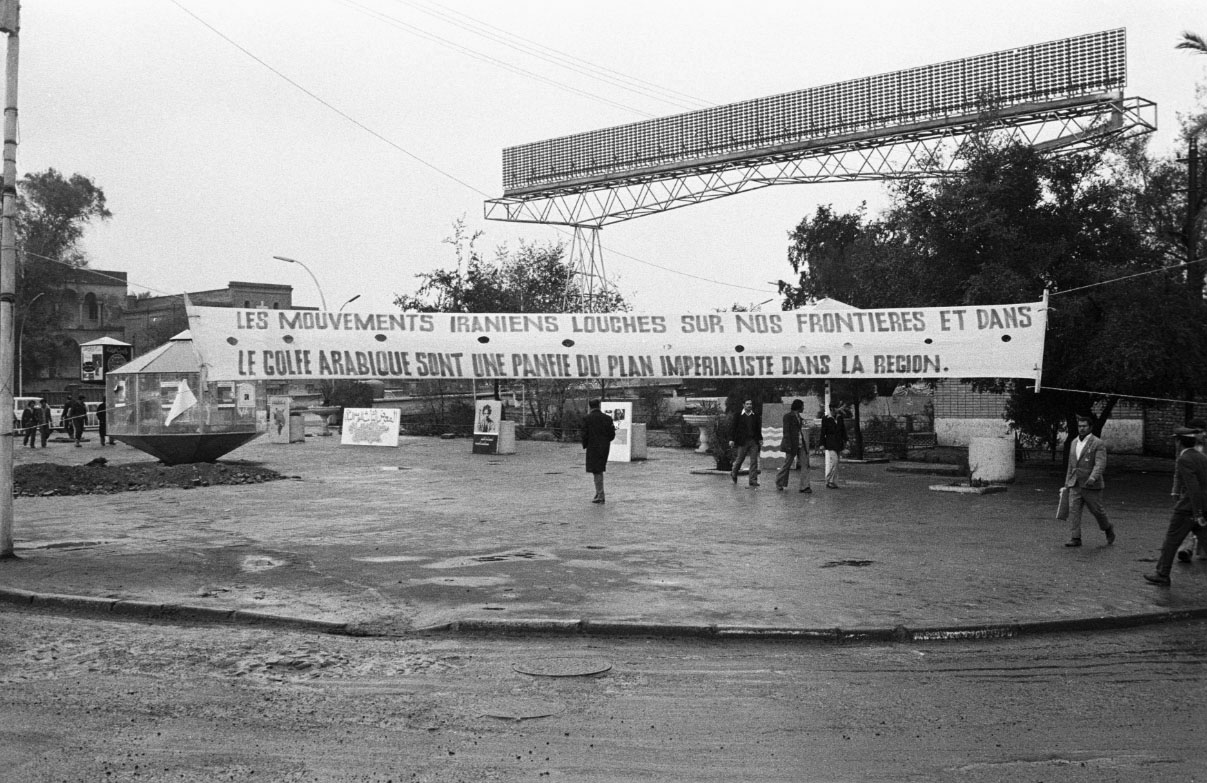 LES MOUVEMENTS IRANIENS LOUCHES SUR NOS FRONTIERES ET DANS
LE GOLFE ARABIQUE SONT UNE PANFIE DU PLAN IMPERIALISTE DANS LA REGION.